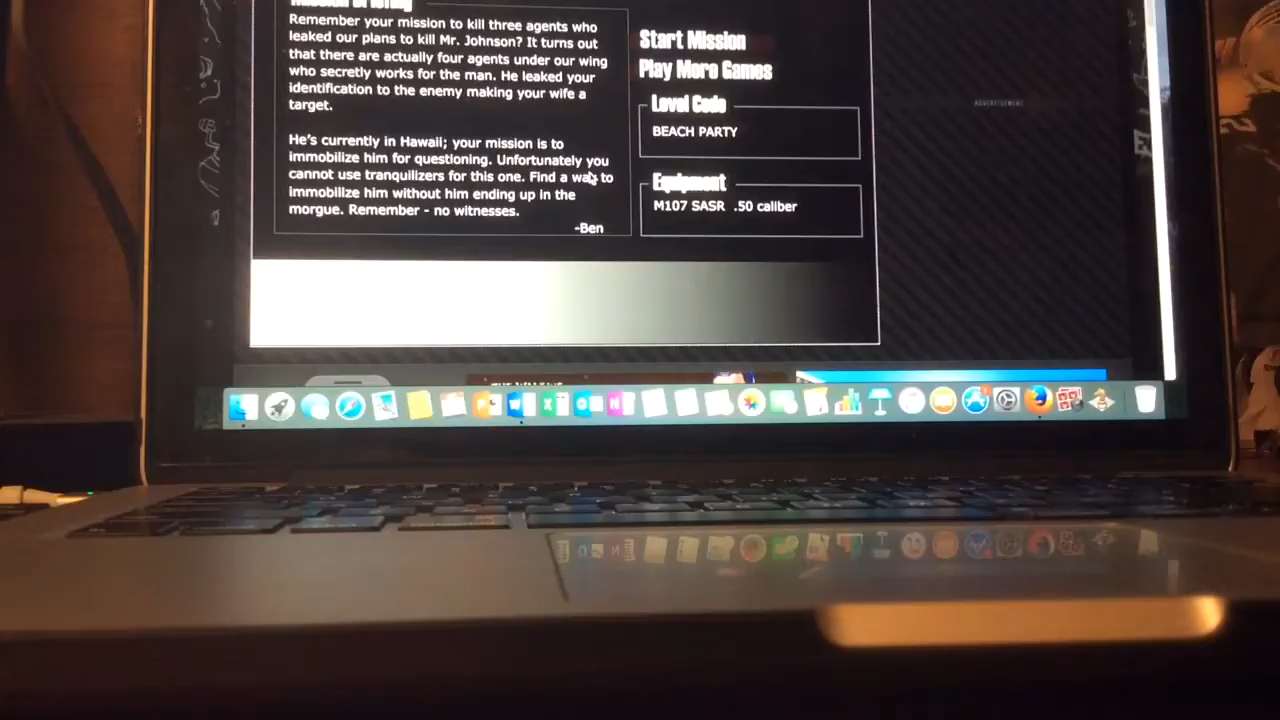 Mission Briefing
Remember your mission to kill three agents who
leaked our plans to kill Mr. Johnson? It turns out
that there are actually four agents under our wing
who secretly works for the man. He leaked your
identification to the enemy making your wife a
target.
He's currently in Hawaii; your mission is to
immobilize him for questioning. Unfortunately you
cannot use tranquilizers for this one. Find a way to
immobilize him without him ending up in the
morgue. Remember - no witnesses.
-Ben
Start Mission
Play More Games
Level Code
BEACH PARTY
Equipment
M107 SASR .50 caliber
ADVERTISEMENT